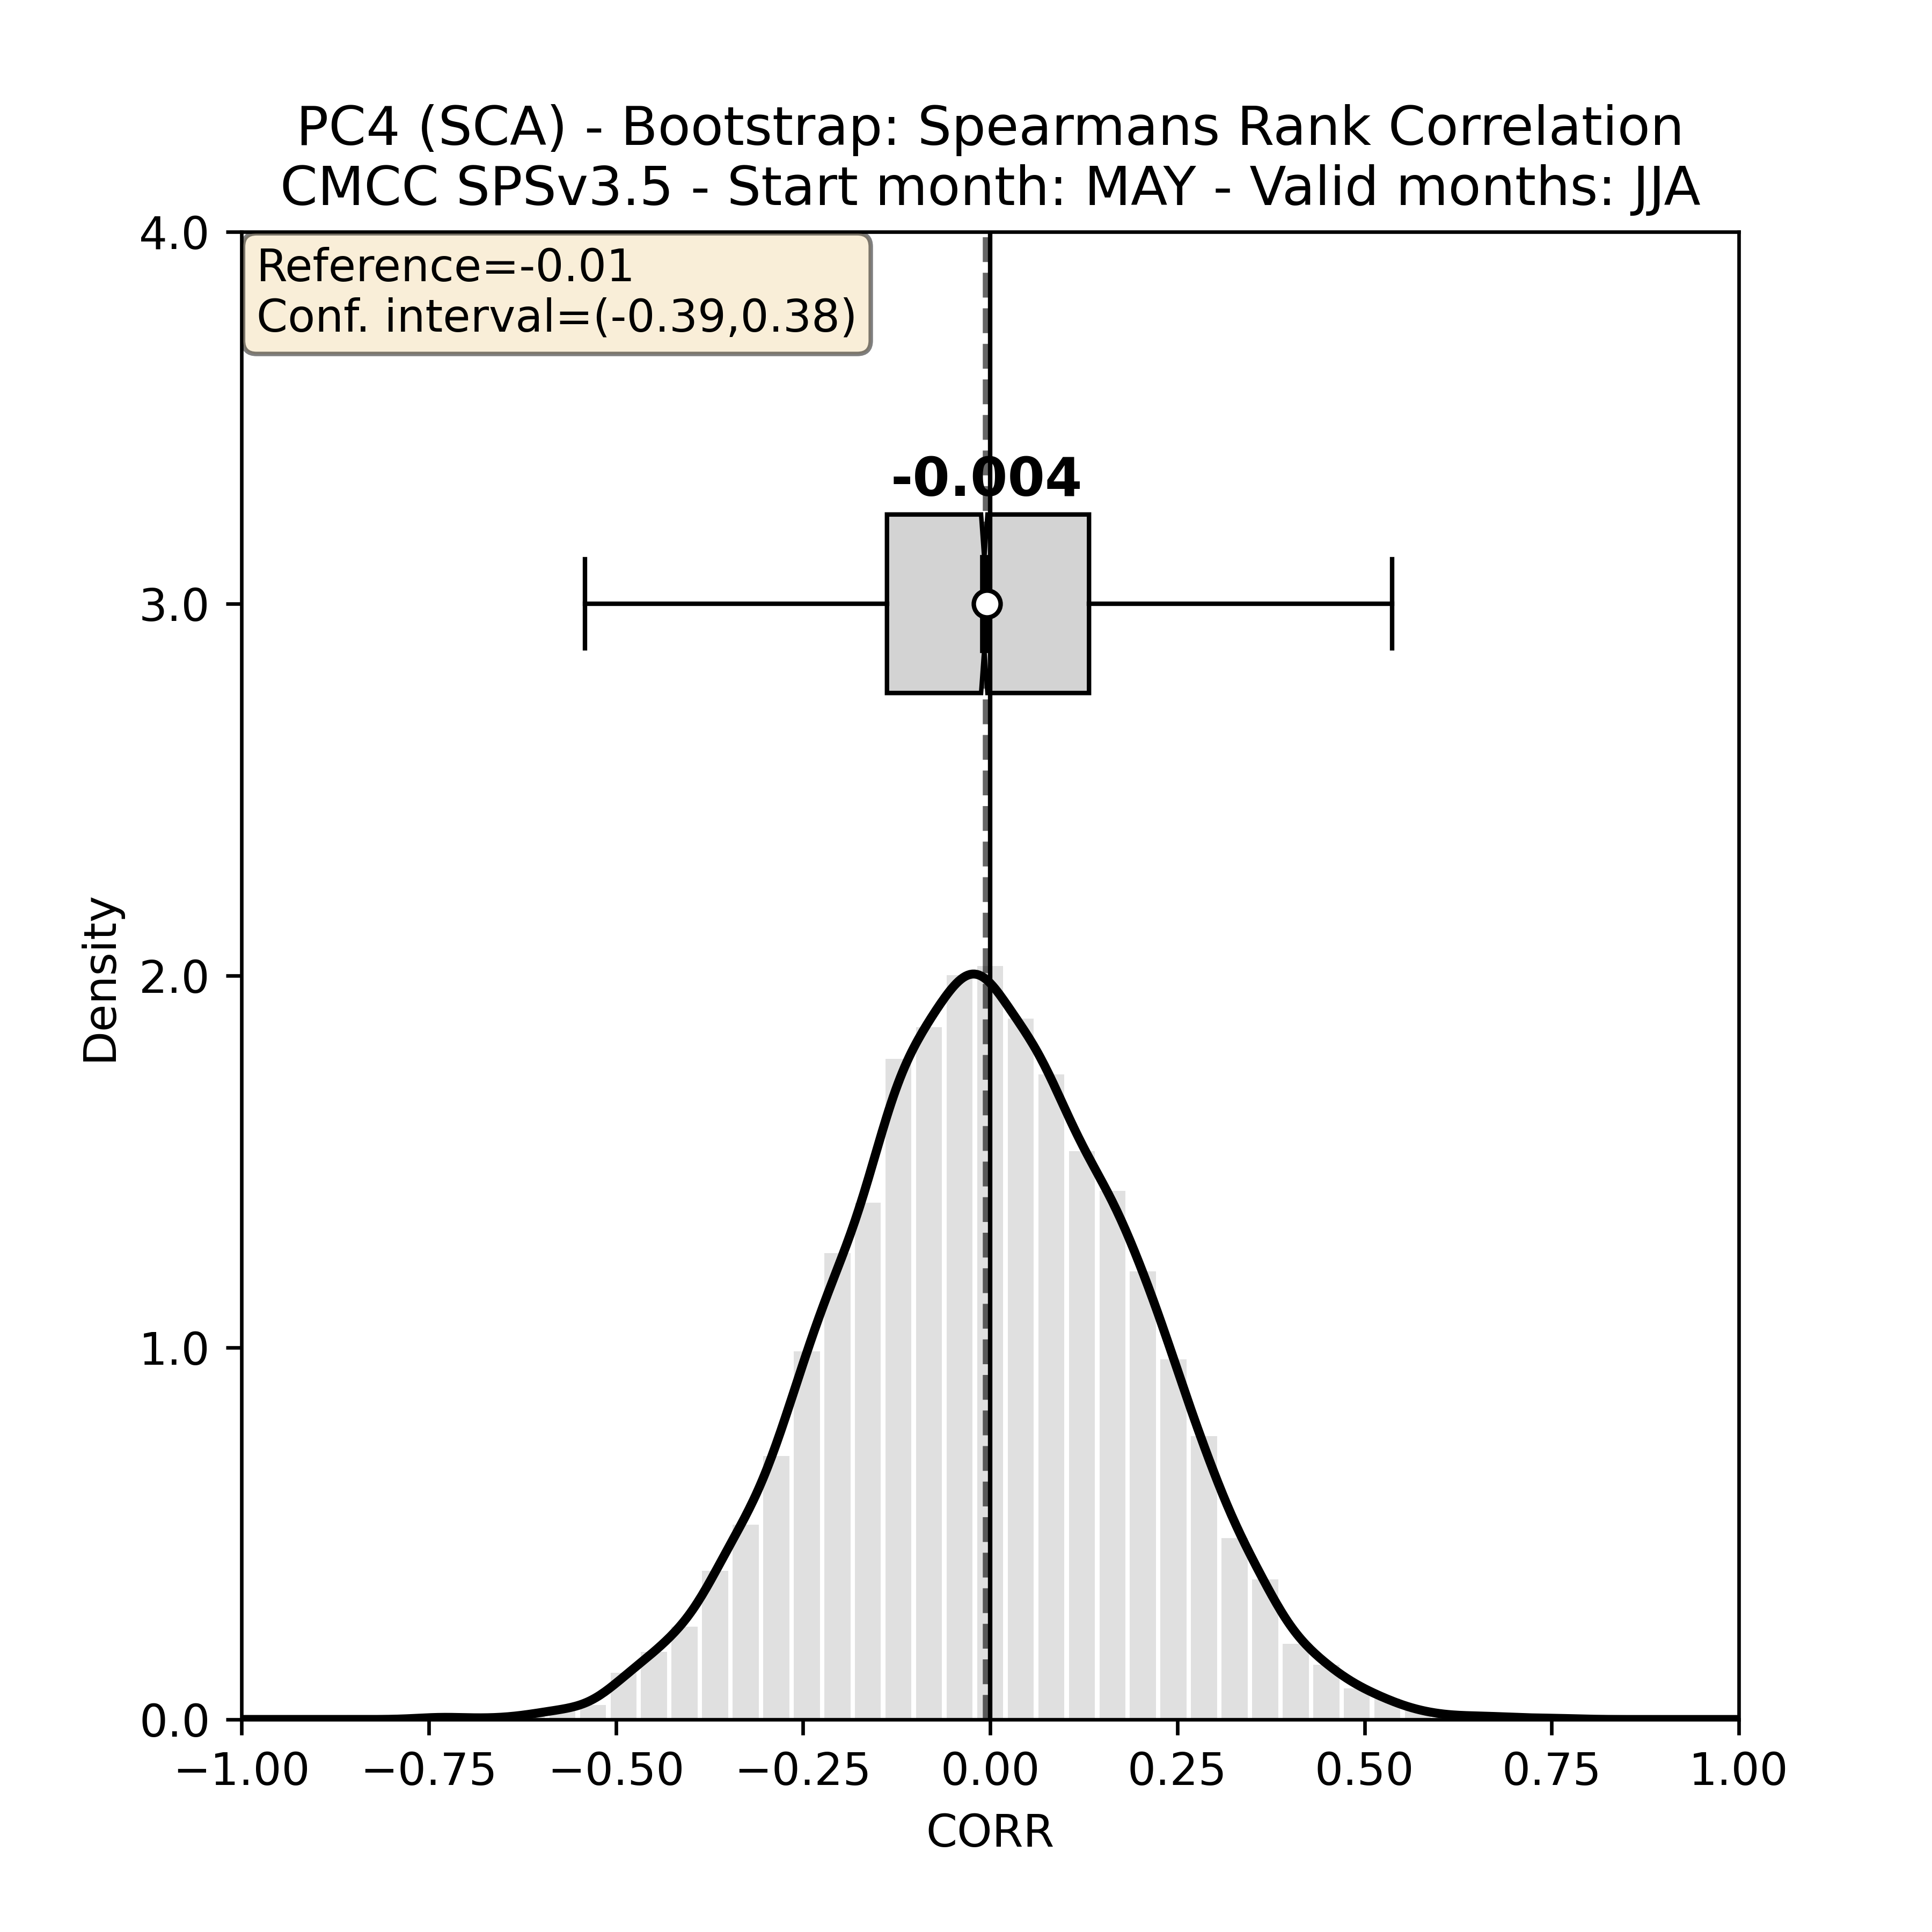 PC4 (SCA) - Bootstrap: Spearmans Rank Correlation
CMCC SPSv3.5 - Start month: MAY - Valid months: JJA
Reference=-0.01
Conf. interval=(-0.39,0.38)
-0.004
4.0
3.0
2.0
1.0
0.0
Density
−1.00 −0.75 −0.50 −0.25 0.00 0.25 0.50 0.75 1.00
CORR